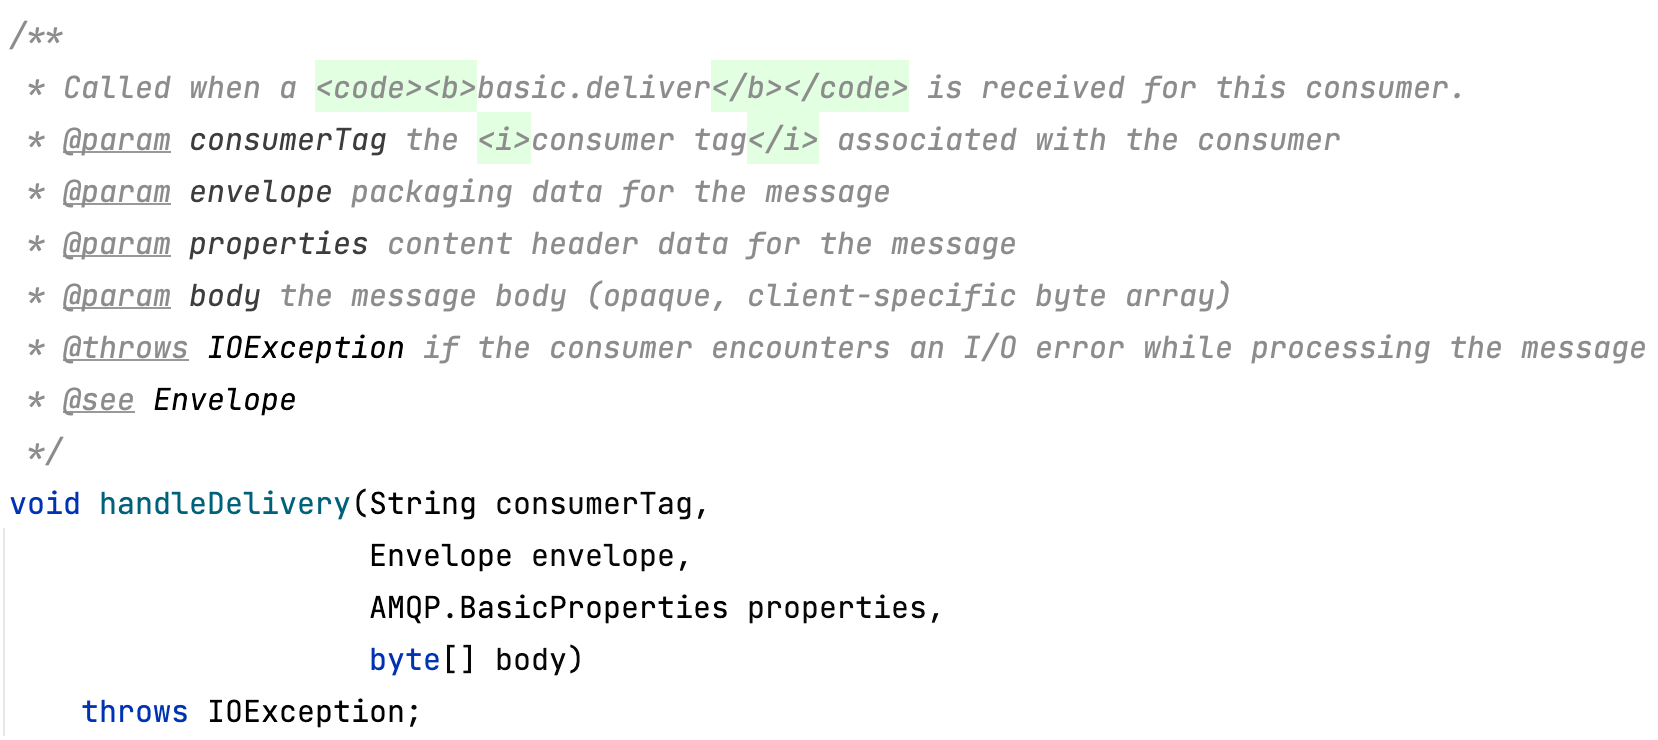 /**
 * Called when a <code><b>basic.deliver</b></code> is received for this consumer.
 * @param consumerTag the <i>consumer tag</i> associated with the consumer
 * @param envelope packaging data for the message
 * @param properties content header data for the message
 * @param body the message body (opaque, client-specific byte array)
 * @throws IOException if the consumer encounters an I/O error while processing the message
 * @see Envelope
 */
void handleDelivery(String consumerTag,
                    Envelope envelope,
                    AMQP.BasicProperties properties,
                    byte[] body)
    throws IOException;